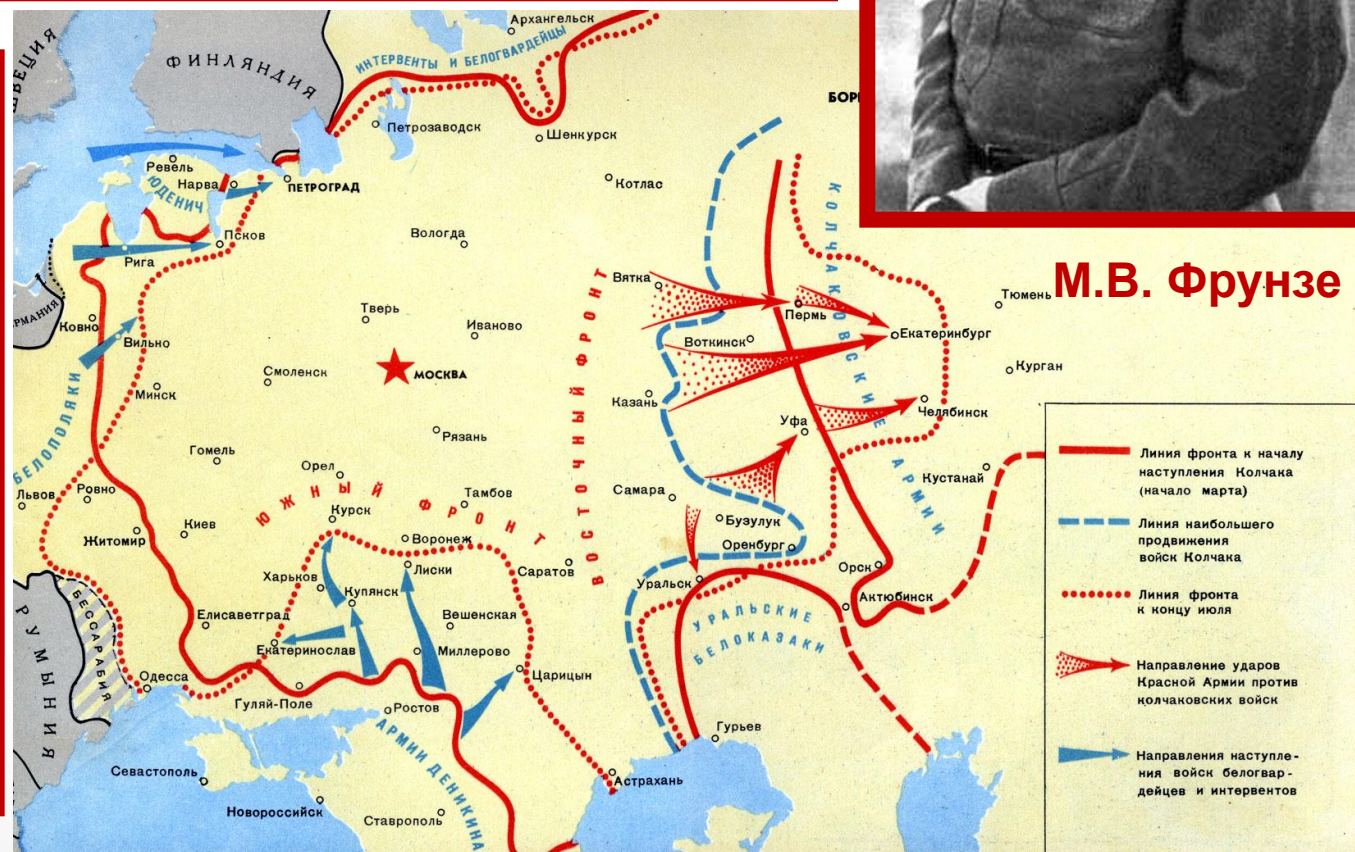 Архангельск
ШВЕЦИЯ
ФИНЛЯНДИЯ
ИНТЕРВЕНТЫ И БЕЛОГВАРДЕЙЦЫ
Петрозаводск
Шенкурск
Ревель
Нарва
ПЕТРОГРАД
ЮДЕНИЧ
Котлас
Псков
Рига
Вологда
КОЛЧАКОВСКИЕ АРМИИ
М.В. Фрунзе
Вятка
Пермь
Тюмень
Ковно
Вильно
Тверь
Иваново
Воткинск
Екатеринбург
ВОСТОЧНЫЙ ФРОНТ
Минск
Смоленск
МОСКВА
Казань
Курган
Челябинск
Уфа
БЕЛОПОЛЯКИ
Рязань
Гомель
Орел
Тамбов
Самара
Кустанай
Львов
Ровно
ЮЖНЫЙ ФРОНТ
Курск
Бузулук
Киев
Житомир
Воронеж
Оренбург
Лиски
Саратов
Уральск
Орск
Харьков
Купянск
Актюбинск
Елисаветград
Вешенская
УРАЛЬСКИЕ
БЕЛОКАЗАКИ
РУМЫНИЯ
БЕССАРАБИЯ
Екатеринослав
Миллерово
Царицын
Одесса
Гуляй-Поле
Ростов
Гурьев
АРМИИ ДЕНИКИНА
Севастополь
Новороссийск
Ставрополь
Астрахань
Линия фронта к началу
наступления Колчака
(начало марта)
Линия наибольшего
продвижения
войск Колчака
Линия фронта
к концу июля
Направление ударов
Красной Армии против
колчаковских войск
Направления наступле-
ния войск белогвар-
дейцев и интервентов